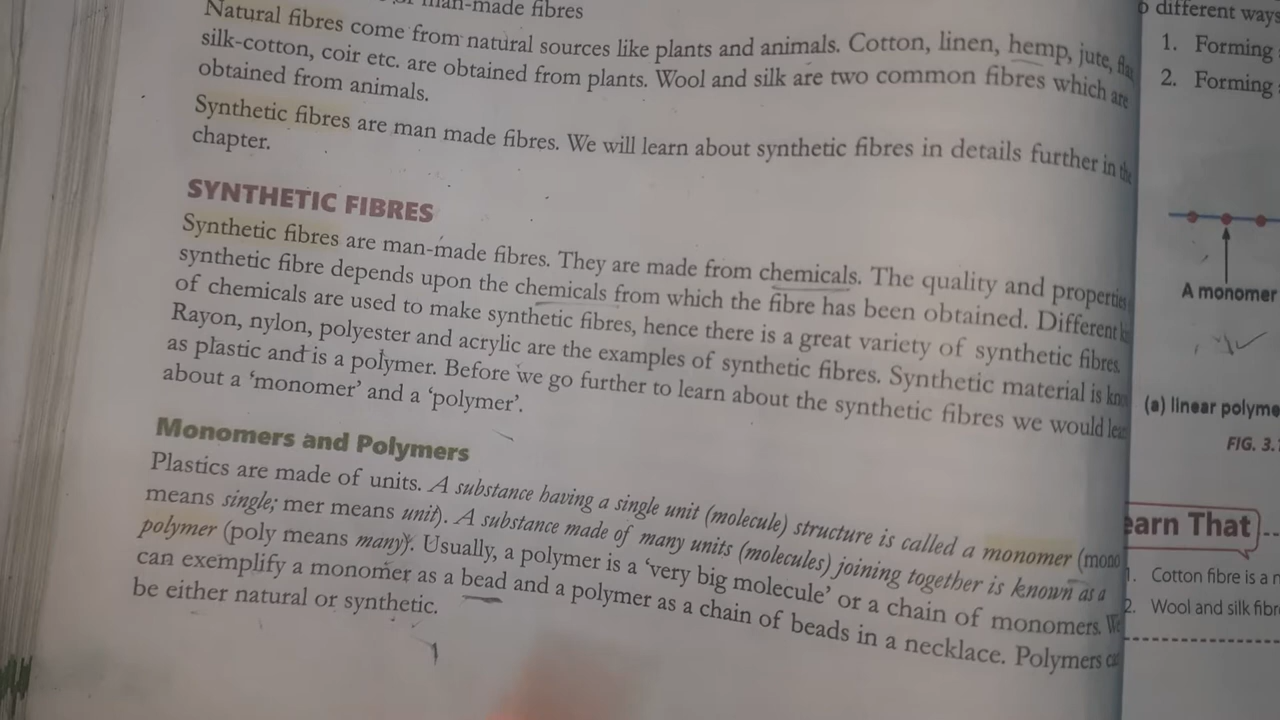 man-made fibres
Natural fibres come from natural sources like plants and animals. Cotton, linen, hemp, jute,
silk-cotton, coir etc. are obtained from plants. Wool and silk are two common fibres which are
obtained from animals.
Synthetic fibres are man made fibres. We will learn about synthetic fibres in details further in the
chapter.
SYNTHETIC FIBRES
Synthetic fibres are man-made fibres. They are made from chemicals. The quality and properties
synthetic fibre depends upon the chemicals from which the fibre has been obtained. Different
of chemicals are used to make synthetic fibres, hence there is a great variety of synthetic fibres.
Rayon, nylon, polyester and acrylic are the examples of synthetic fibres. Synthetic material is
as plastic and is a polymer. Before we go further to learn about the synthetic fibres we would
about a ‘monomer’ and a ‘polymer’.
Monomers and Polymers
Plastics are made of units. A substance having a single unit (molecule) structure is called a monomer (mono
means single; mer means unit). A substance made of many units (molecules) joining together is known as a
polymer (poly means many). Usually, a polymer is a ‘very big molecule’ or a chain of monomers. We
can exemplify a monomer as a bead and a polymer as a chain of beads in a necklace. Polymers
be either natural or synthetic.
different ways
1. Forming
2. Forming
A monomer
(a) linear polyme
FIG. 3.
earn That
1. Cotton fibre is a
2. Wool and silk fibr